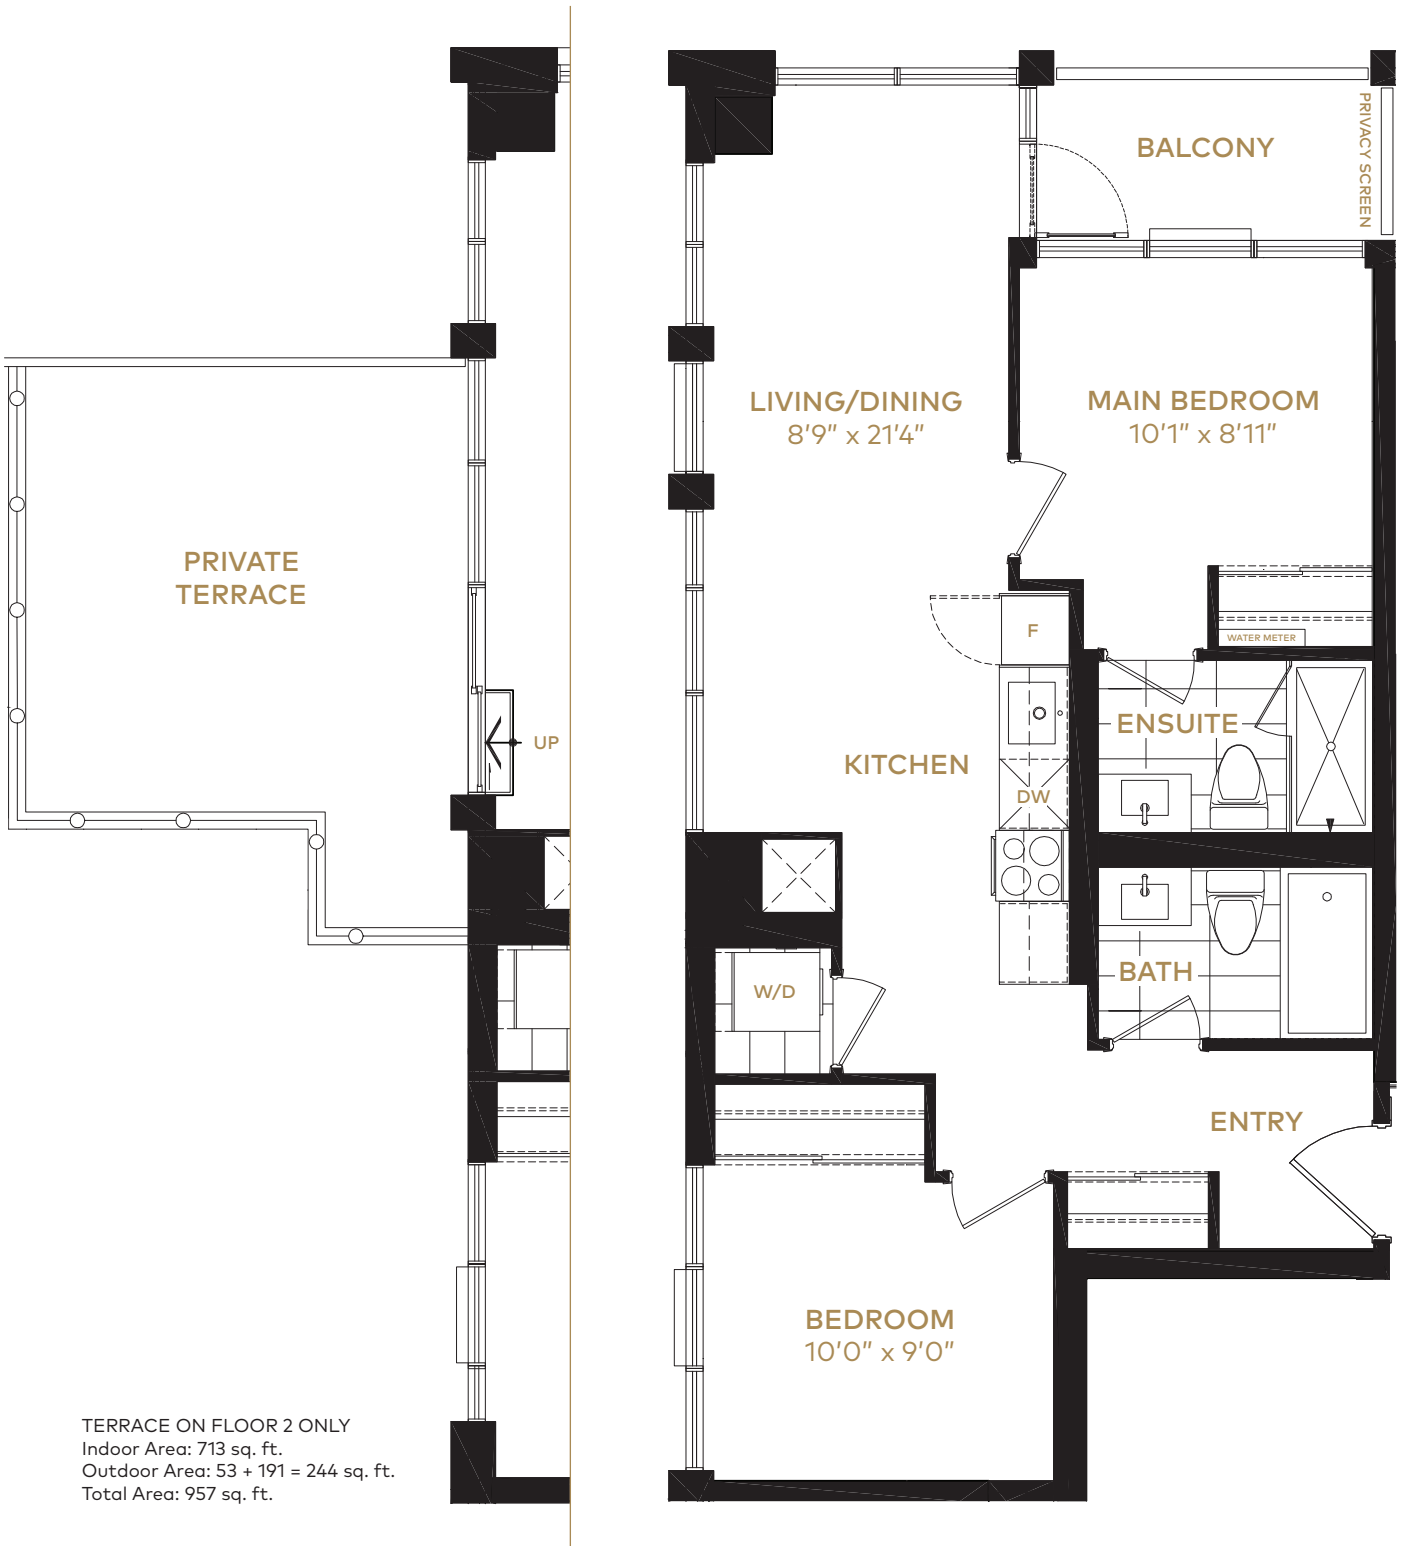 BALCONY
PRIVACY SCREEN
LIVING/DINING
8'9" x 21'4"
MAIN BEDROOM
10'1" x 8'11"
PRIVATE
TERRACE
F
WATER METER
ENSUITE
UP
KITCHEN
DW
BATH
W/D
ENTRY
BEDROOM
10'0" x 9'0"
TERRACE ON FLOOR 2 ONLY
Indoor Area: 713 sq. ft.
Outdoor Area: 53 + 191 = 244 sq. ft.
Total Area: 957 sq. ft.